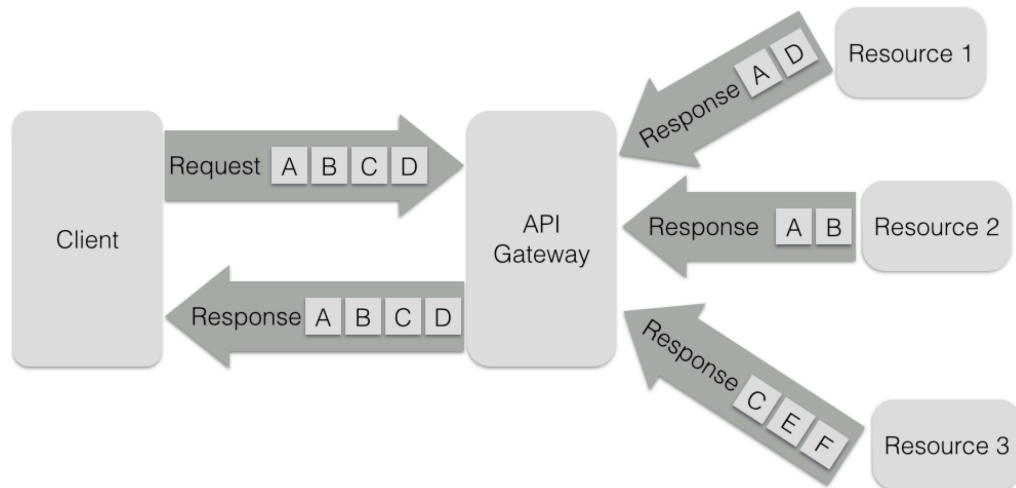 Client
Request A B C D
Response A B C D
API
Gateway
Response A D
Resource 1
Response A B
Resource 2
Response C E F
Resource 3